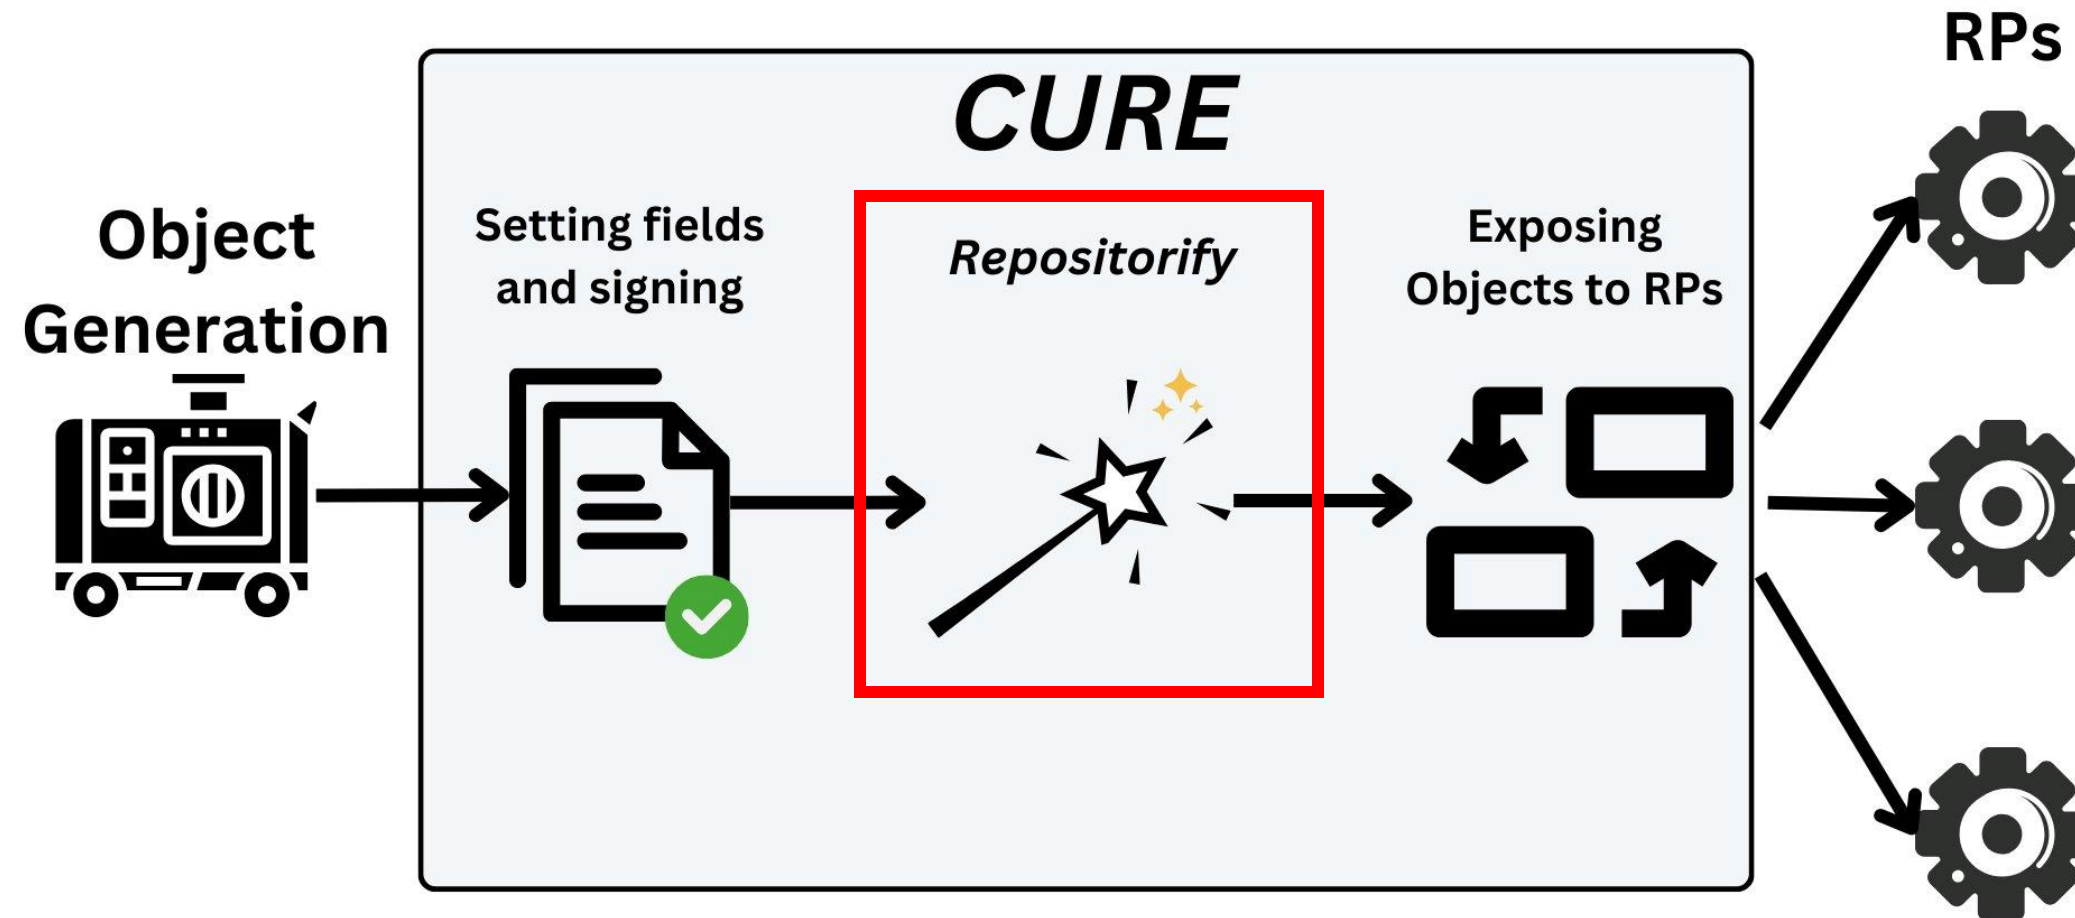 RPs
CURE
Object
Generation
Setting fields
and signing
Repositorify
Exposing
Objects to RPs